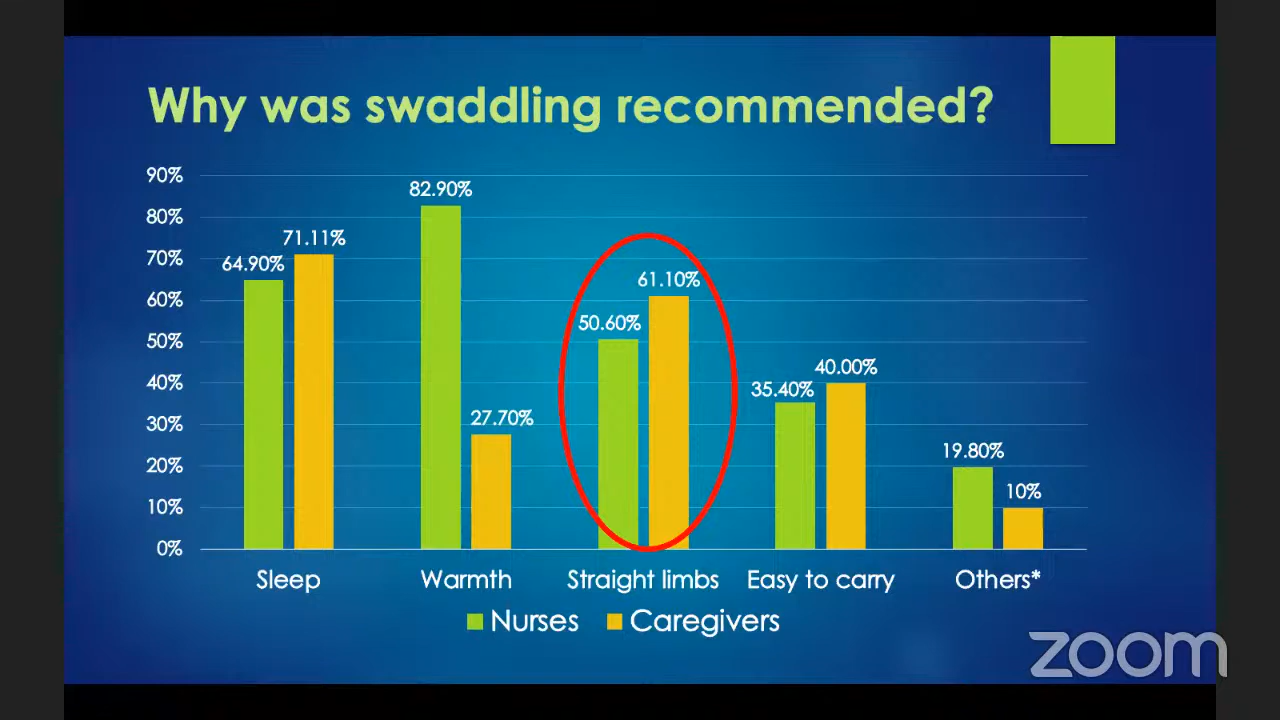 Why was swaddling recommended?
90%
80%
70%
60%
50%
40%
30%
20%
10%
0%
64.90%
71.11%
82.90%
27.70%
50.60%
61.10%
35.40%
40.00%
19.80%
10%
Sleep
Warmth
Straight limbs
Easy to carry
Others*
Nurses
Caregivers
zoom